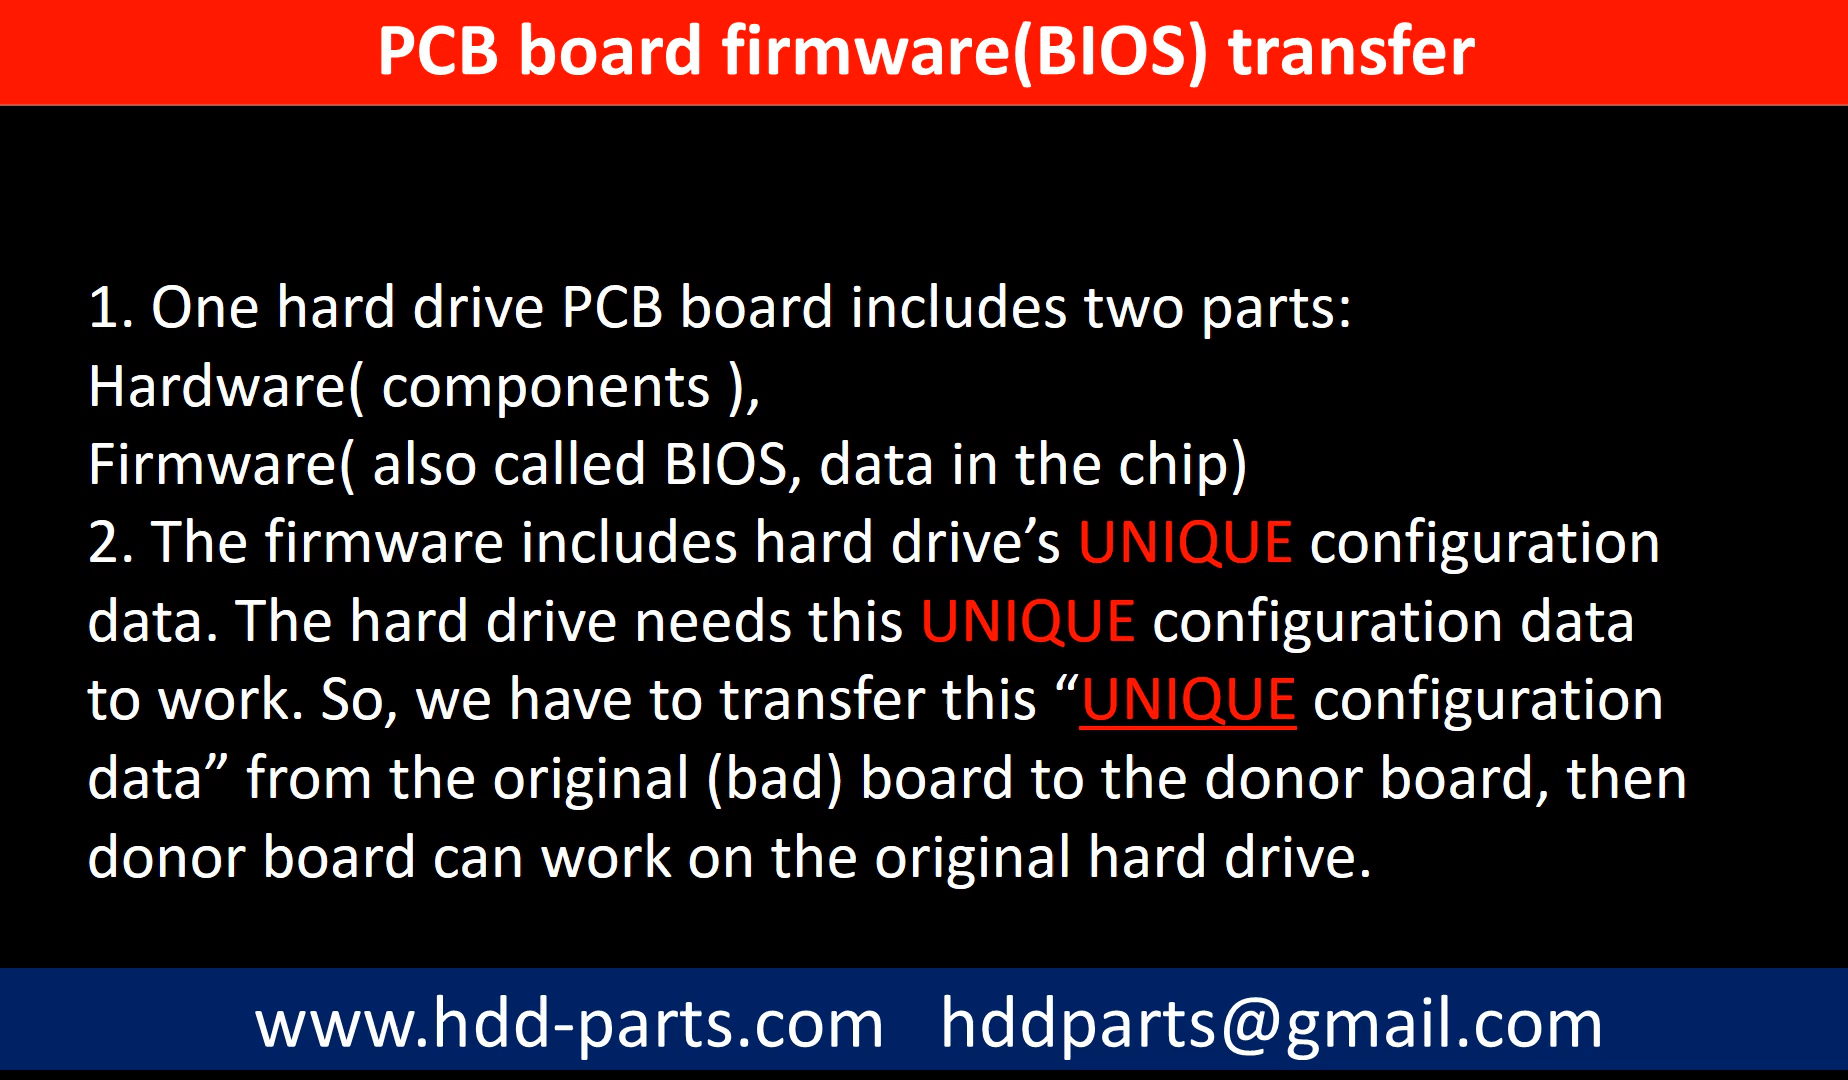 PCB board firmware(BIOS) transfer
1. One hard drive PCB board includes two parts:
Hardware( components ),
Firmware( also called BIOS, data in the chip)
2. The firmware includes hard drive’s UNIQUE configuration
data. The hard drive needs this UNIQUE configuration data
to work. So, we have to transfer this “UNIQUE configuration
data” from the original (bad) board to the donor board, then
donor board can work on the original hard drive.
www.hdd-parts.com hddparts@gmail.com